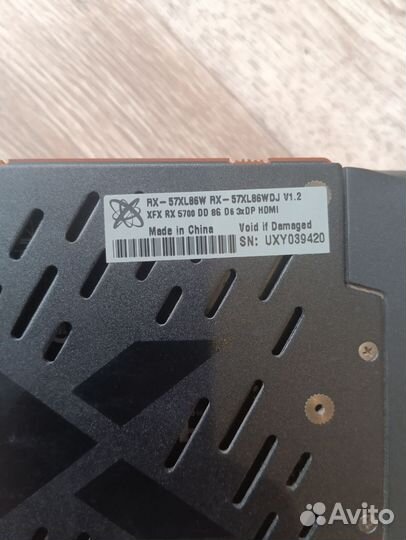 RX-57XL86W RX-57XL86WDJ V1.2
XFX RX 5700 DD 8G D6 3xDP HDMI
Made in China Void if Damaged
SN: UXY039420
Avito